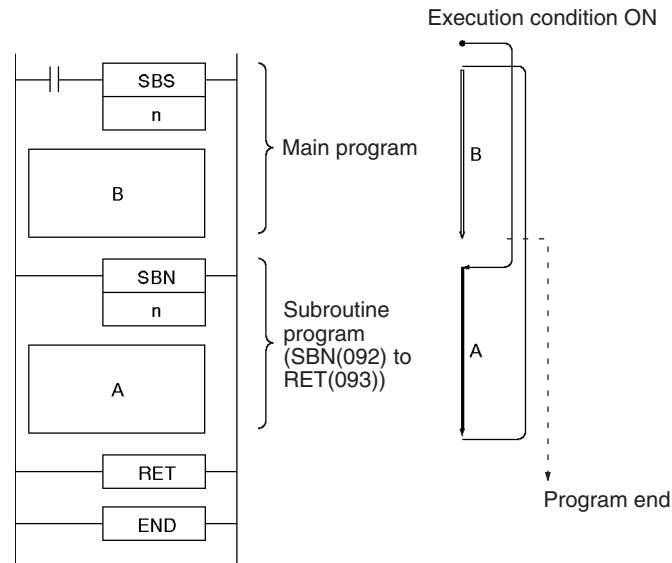 Execution condition ON
SBS
n
Main program
B
B
SBN
n
Subroutine
program
(SBN(092) to
RET(093))
A
A
RET
Program end
END